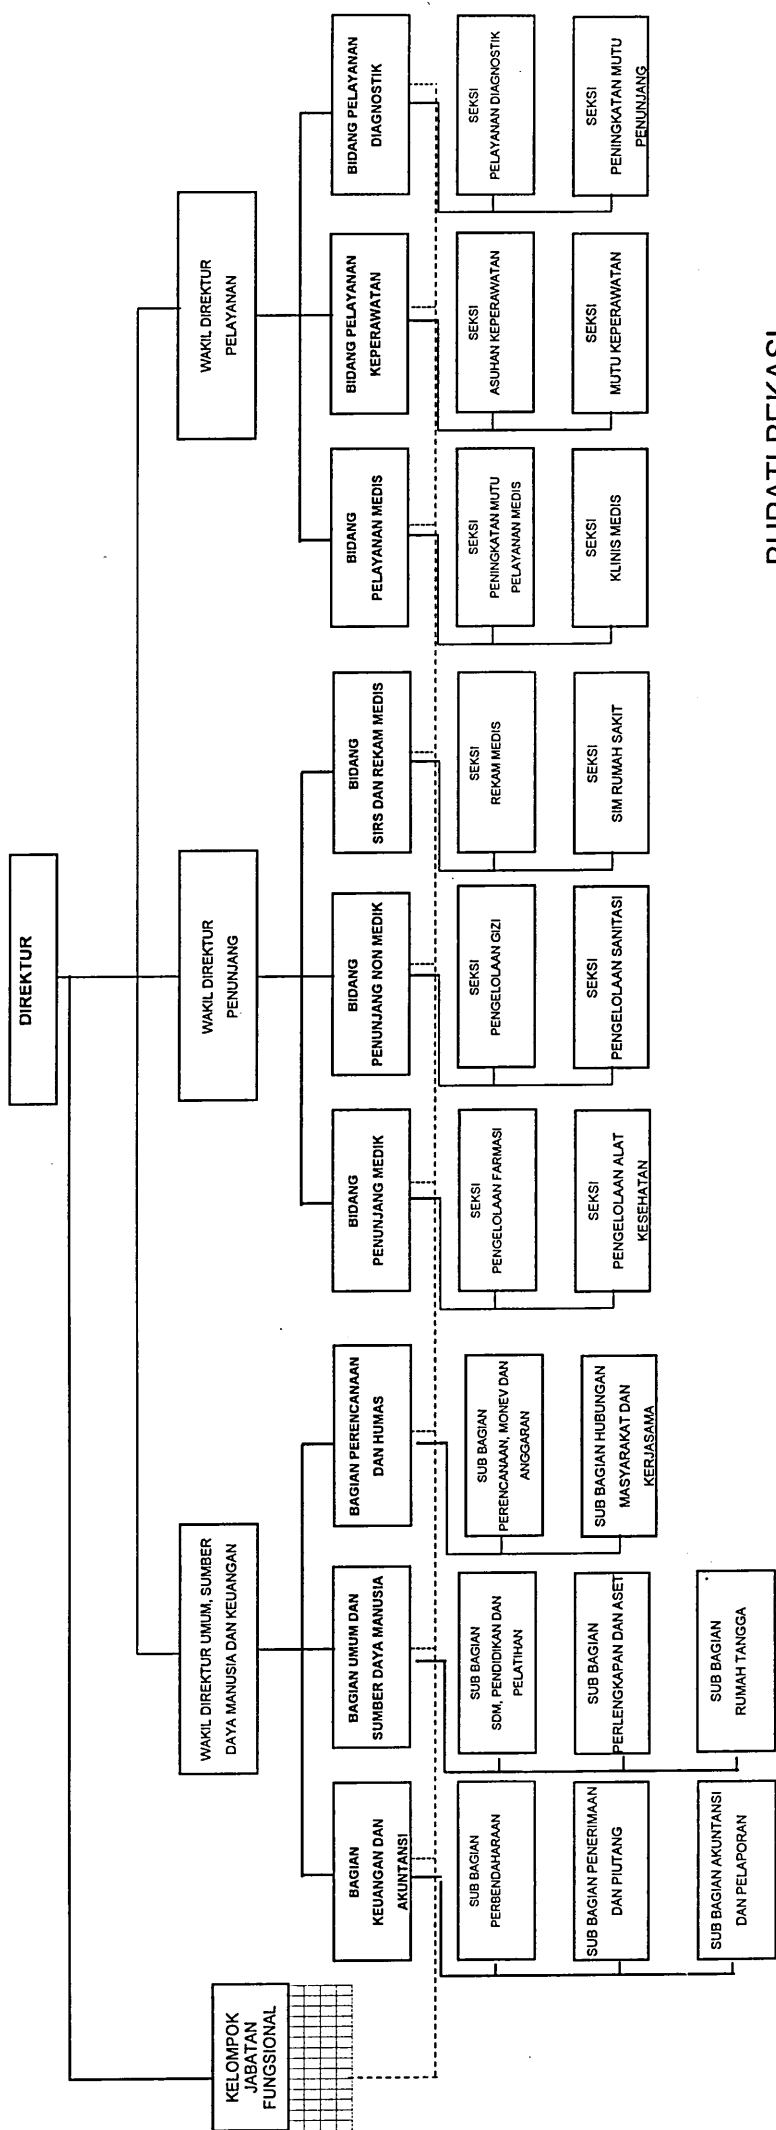 DIREKTUR
KELOMPOK
JABATAN
FUNGSIONAL
WAKIL DIREKTUR UMUM, SUMBER
DAYA MANUSIA DAN KEUANGAN
WAKIL DIREKTUR
PENUNJANG
WAKIL DIREKTUR
PELAYANAN
BAGIAN
KEUANGAN DAN
AKUNTANSI
BAGIAN UMUM DAN
SUMBER DAYA MANUSIA
BAGIAN PERENCANAAN
DAN HUMAS
BIDANG
PENUNJANG MEDIK
BIDANG
PENUNJANG NON MEDIK
BIDANG
SIRS DAN REKAM MEDIS
BIDANG
PELAYANAN MEDIS
BIDANG PELAYANAN
KEPERAWATAN
BIDANG PELAYANAN
DIAGNOSTIK
SUB BAGIAN
PERBENDAHARAAN
SUB BAGIAN
SDM, PENDIDIKAN DAN
PELATIHAN
SUB BAGIAN
PERENCANAAN, MONEV DAN
ANGGARAN
SEKSI
PENGELOLAAN FARMASI
SEKSI
PENGELOLAAN GIZI
SEKSI
REKAM MEDIS
SEKSI
PENINGKATAN MUTU
PELAYANAN MEDIS
SEKSI
ASUHAN KEPERAWATAN
SEKSI
PELAYANAN DIAGNOSTIK
SUB BAGIAN PENERIMAAN
DAN PIUTANG
SUB BAGIAN
PERLENGKAPAN DAN ASET
SUB BAGIAN HUBUNGAN
MASYARAKAT DAN
KERJASAMA
SEKSI
PENGELOLAAN ALAT
KESEHATAN
SEKSI
PENGELOLAAN SANITASI
SEKSI
SIM RUMAH SAKIT
SEKSI
KLINIS MEDIS
SEKSI
MUTU KEPERAWATAN
SEKSI
PENINGKATAN MUTU
PENUNJANG
SUB BAGIAN AKUNTANSI
DAN PELAPORAN
SUB BAGIAN
RUMAH TANGGA
BUPATI BEKASI